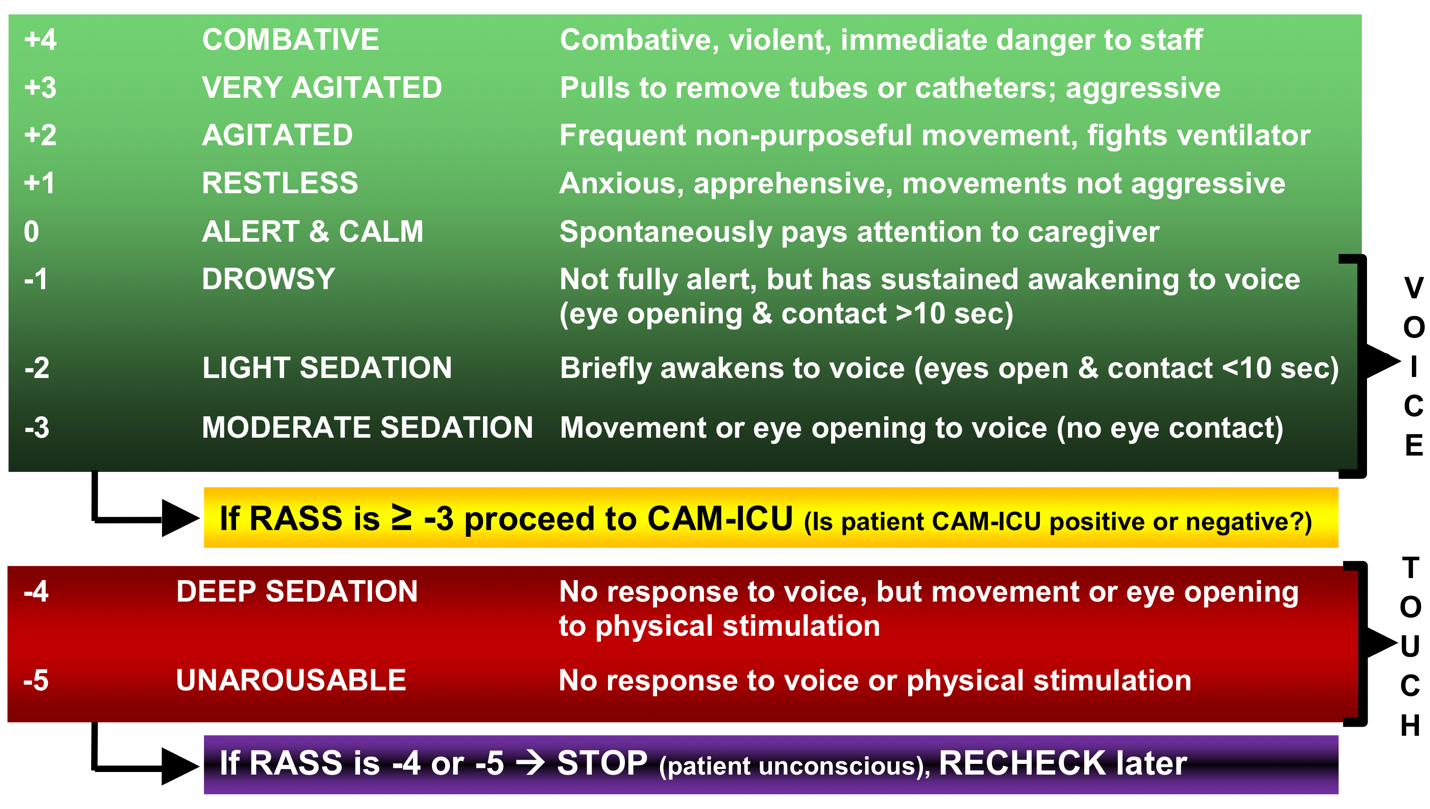 +4 COMBATIVE Combative, violent, immediate danger to staff
+3 VERY AGITATED Pulls to remove tubes or catheters; aggressive
+2 AGITATED Frequent non-purposeful movement, fights ventilator
+1 RESTLESS Anxious, apprehensive, movements not aggressive
0 ALERT & CALM Spontaneously pays attention to caregiver
-1 DROWSY Not fully alert, but has sustained awakening to voice
(eye opening & contact >10 sec)
-2 LIGHT SEDATION Briefly awakens to voice (eyes open & contact <10 sec)
-3 MODERATE SEDATION Movement or eye opening to voice (no eye contact)
VOICE
If RASS is ≥ -3 proceed to CAM-ICU (Is patient CAM-ICU positive or negative?)
-4 DEEP SEDATION No response to voice, but movement or eye opening
to physical stimulation
-5 UNAROUSABLE No response to voice or physical stimulation
TOUCH
If RASS is -4 or -5 → STOP (patient unconscious), RECHECK later